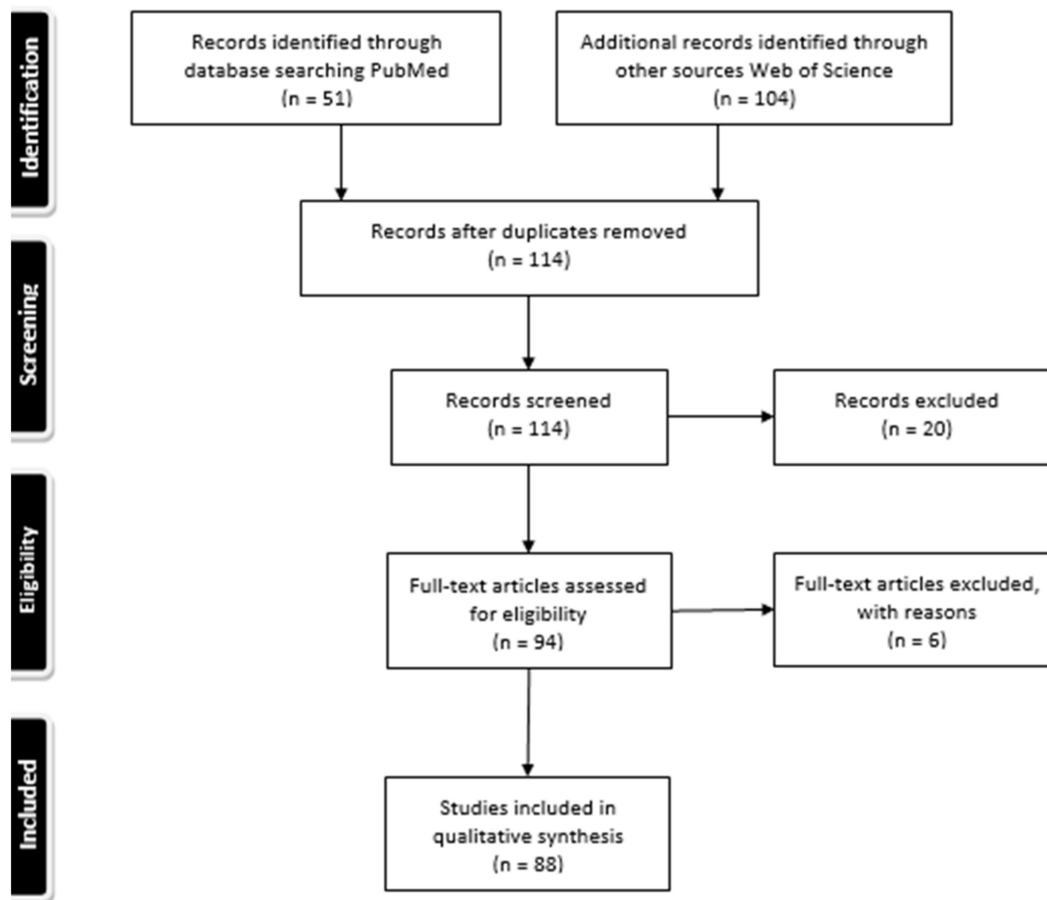 Identification
Records identified through
database searching PubMed
(n = 51)
Additional records identified through
other sources Web of Science
(n = 104)
Records after duplicates removed
(n = 114)
Screening
Records screened
(n = 114)
Records excluded
(n = 20)
Eligibility
Full-text articles assessed
for eligibility
(n = 94)
Full-text articles excluded,
with reasons
(n = 6)
Included
Studies included in
qualitative synthesis
(n = 88)